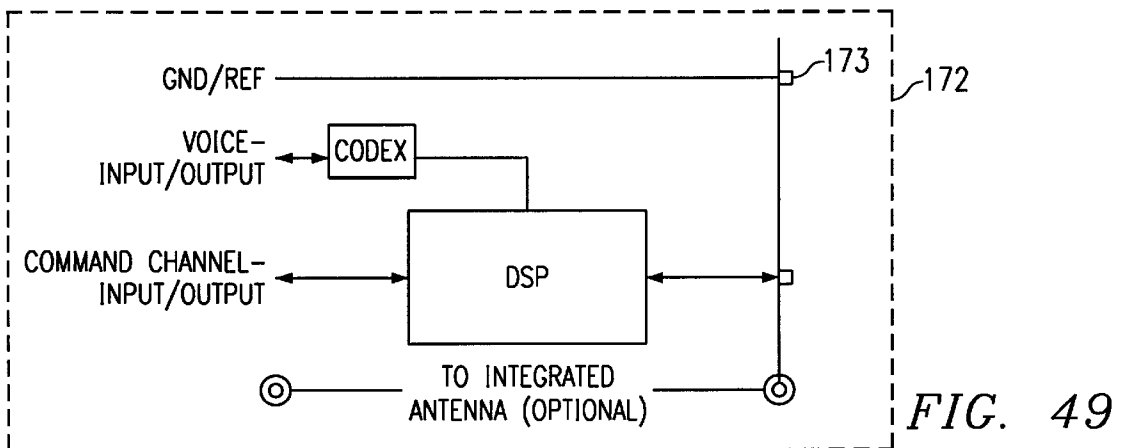 GND/REF
173
172
VOICE-
INPUT/OUTPUT
CODEX
COMMAND CHANNEL-
INPUT/OUTPUT
DSP
TO INTEGRATED
ANTENNA (OPTIONAL)
FIG. 49